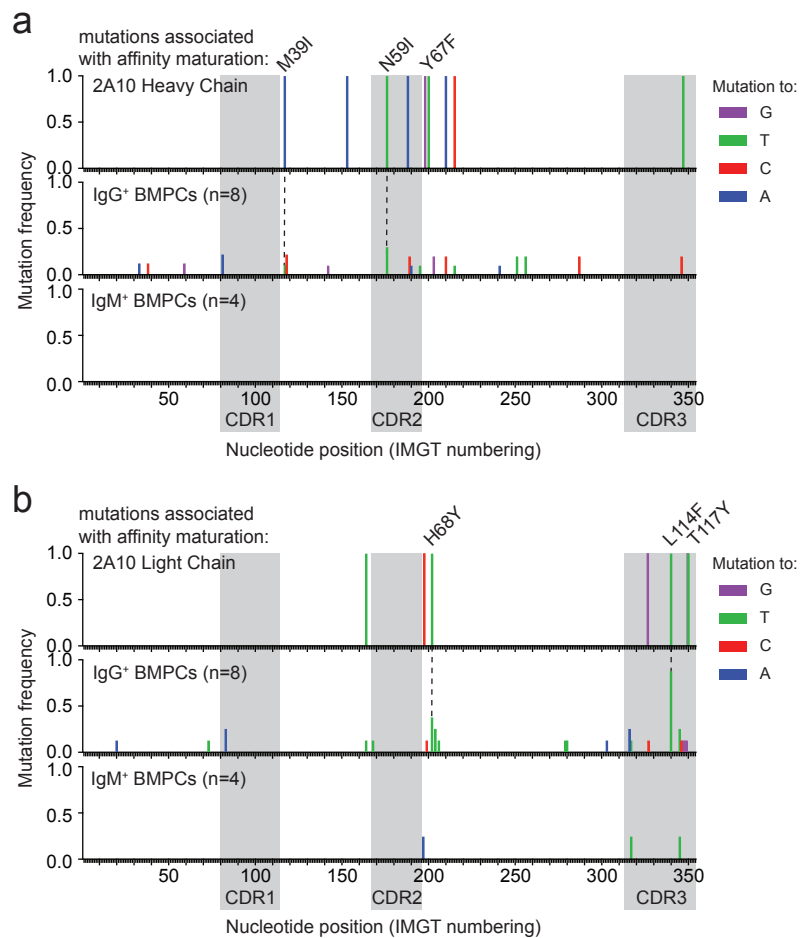 a
mutations associated
with affinity maturation:
M39I
N59I
Y67F
2A10 Heavy Chain
1.0
0.5
0.0
IgG+ BMPCs (n=8)
1.0
0.5
0.0
IgM+ BMPCs (n=4)
1.0
0.5
0.0
Mutation frequency
50 100 150 200 250 300 350
CDR1 CDR2 CDR3
Nucleotide position (IMGT numbering)
Mutation to:
G
T
C
A
b
mutations associated
with affinity maturation:
H68Y
L114F
T117Y
2A10 Light Chain
1.0
0.5
0.0
IgG+ BMPCs (n=8)
1.0
0.5
0.0
IgM+ BMPCs (n=4)
1.0
0.5
0.0
Mutation frequency
50 100 150 200 250 300 350
CDR1 CDR2 CDR3
Nucleotide position (IMGT numbering)
Mutation to:
G
T
C
A